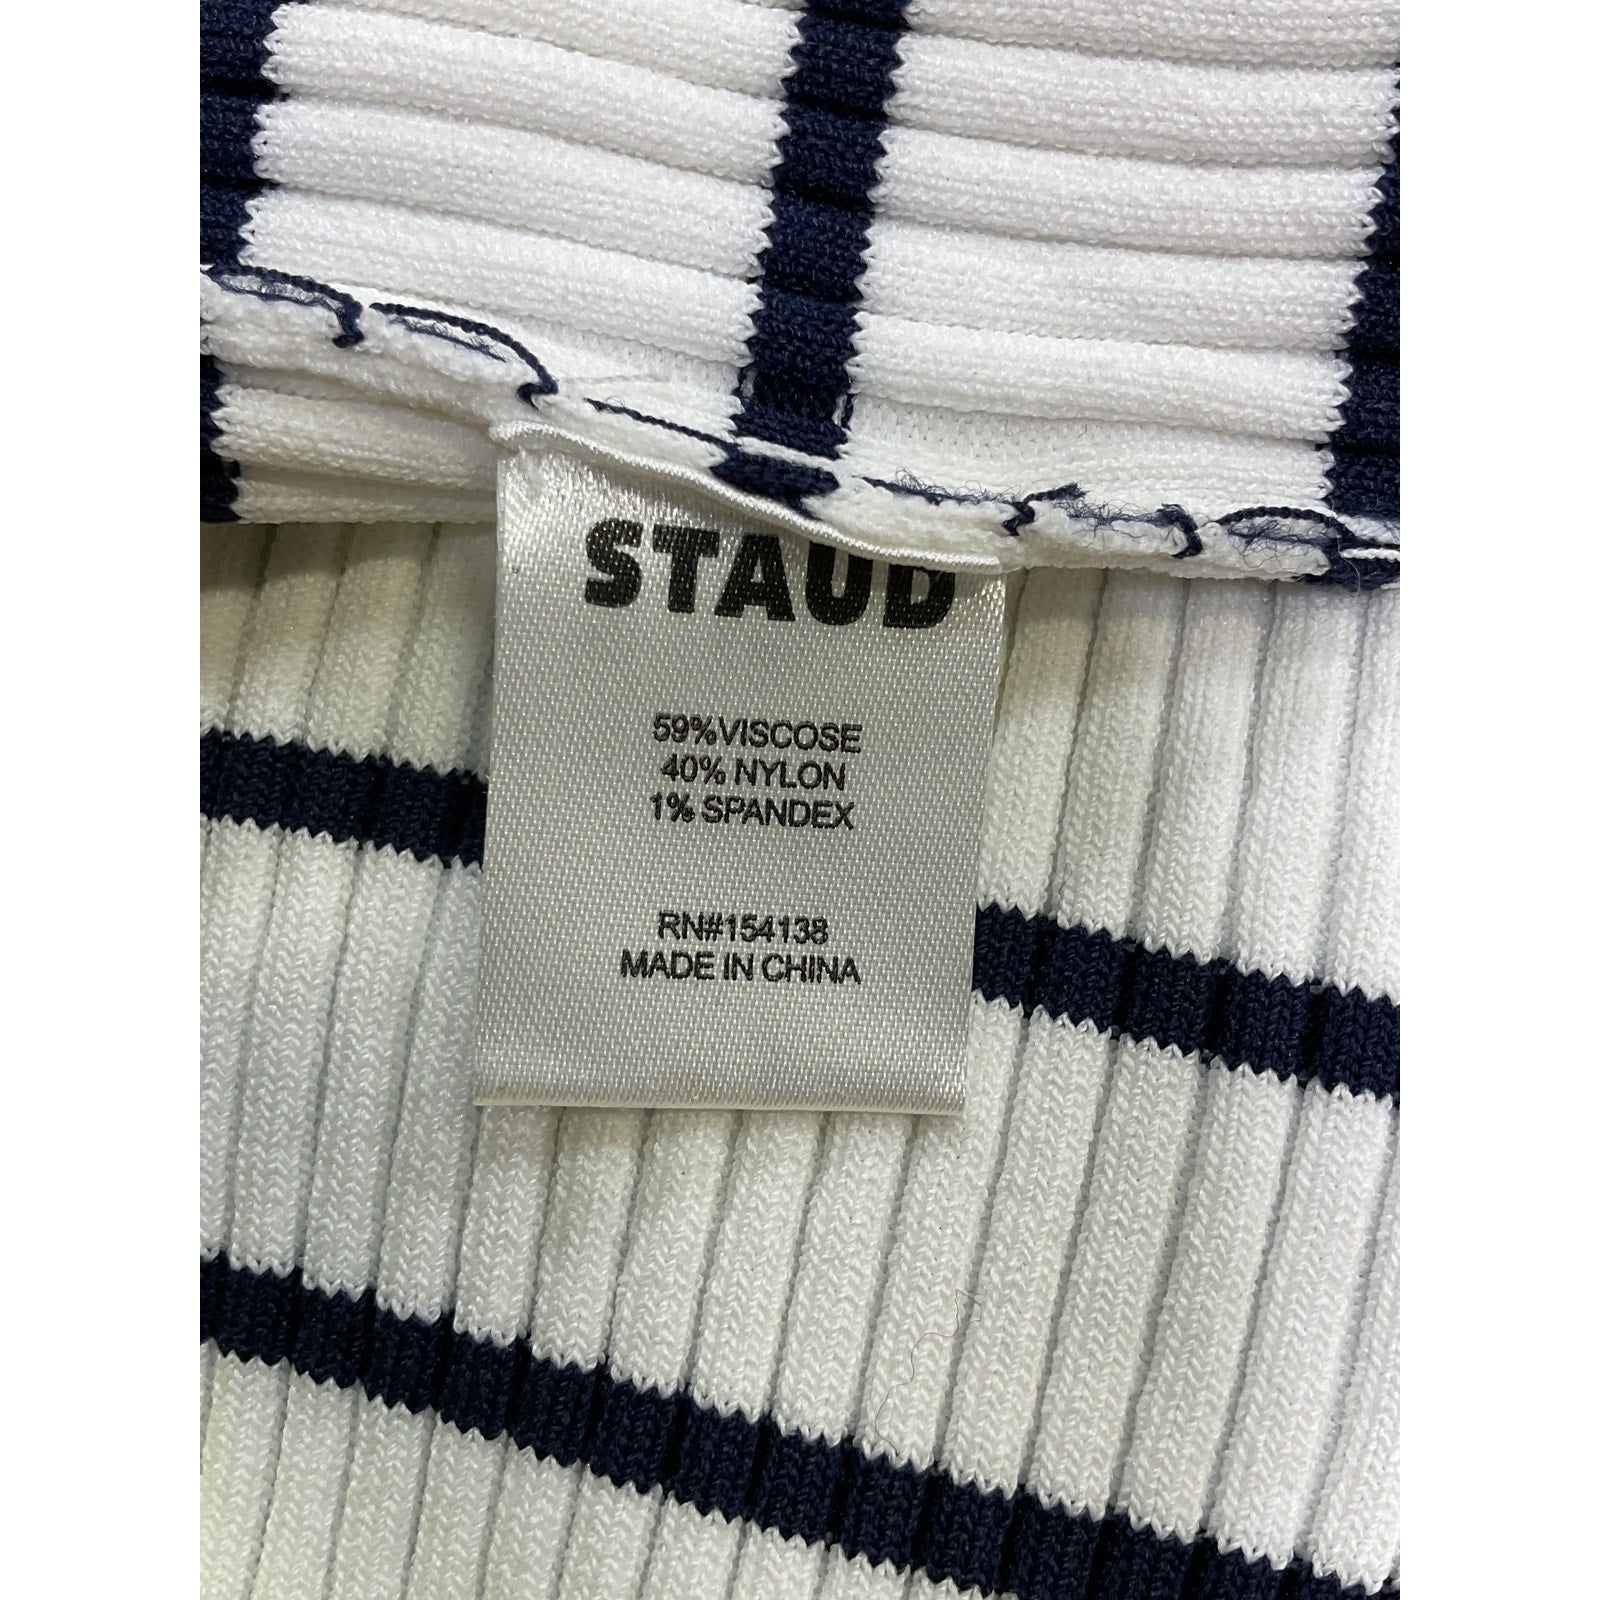 STAUD
59%VISCOSE
40% NYLON
1% SPANDEX
RN#154138
MADE IN CHINA